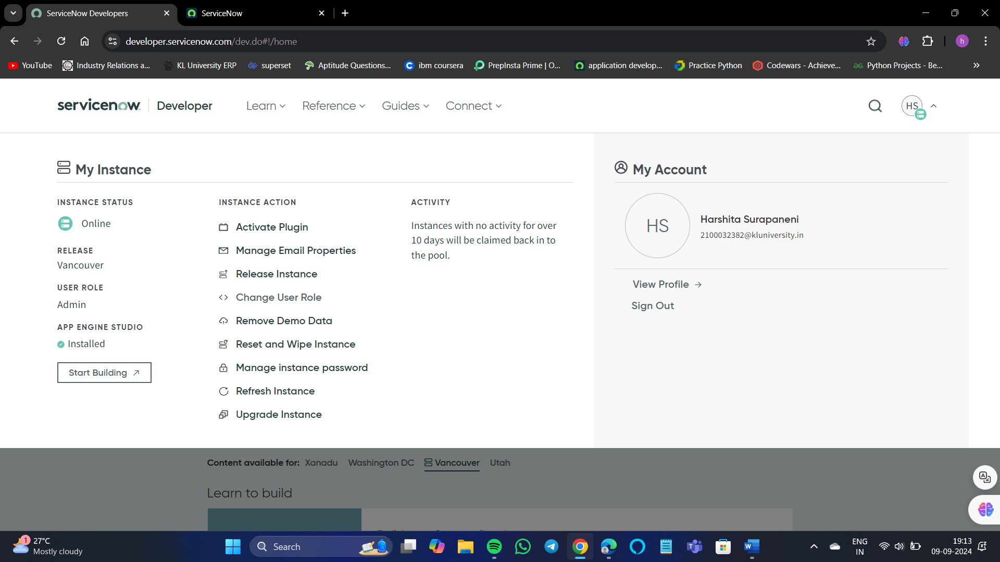 ServiceNow Developers
ServiceNow
developer.servicenow.com/dev.do#!/home
h
YouTube
Industry Relations a...
KL University ERP
superset
Aptitude Questions...
ibm coursera
PrepInsta Prime | O...
application develop...
Practice Python
Codewars - Achieve...
Python Projects - Be...
servicenow
Developer
Learn
Reference
Guides
Connect
HS
My Instance
INSTANCE STATUS
Online
RELEASE
Vancouver
USER ROLE
Admin
APP ENGINE STUDIO
Installed
Start Building
INSTANCE ACTION
Activate Plugin
Manage Email Properties
Release Instance
Change User Role
Remove Demo Data
Reset and Wipe Instance
Manage instance password
Refresh Instance
Upgrade Instance
ACTIVITY
Instances with no activity for over
10 days will be claimed back in to
the pool.
My Account
HS
Harshita Surapaneni
2100032382@kluniversity.in
View Profile
Sign Out
Content available for: Xanadu Washington DC Vancouver Utah
Learn to build
1
27°C
Mostly cloudy
Search
ENG
IN
19:13
09-09-2024